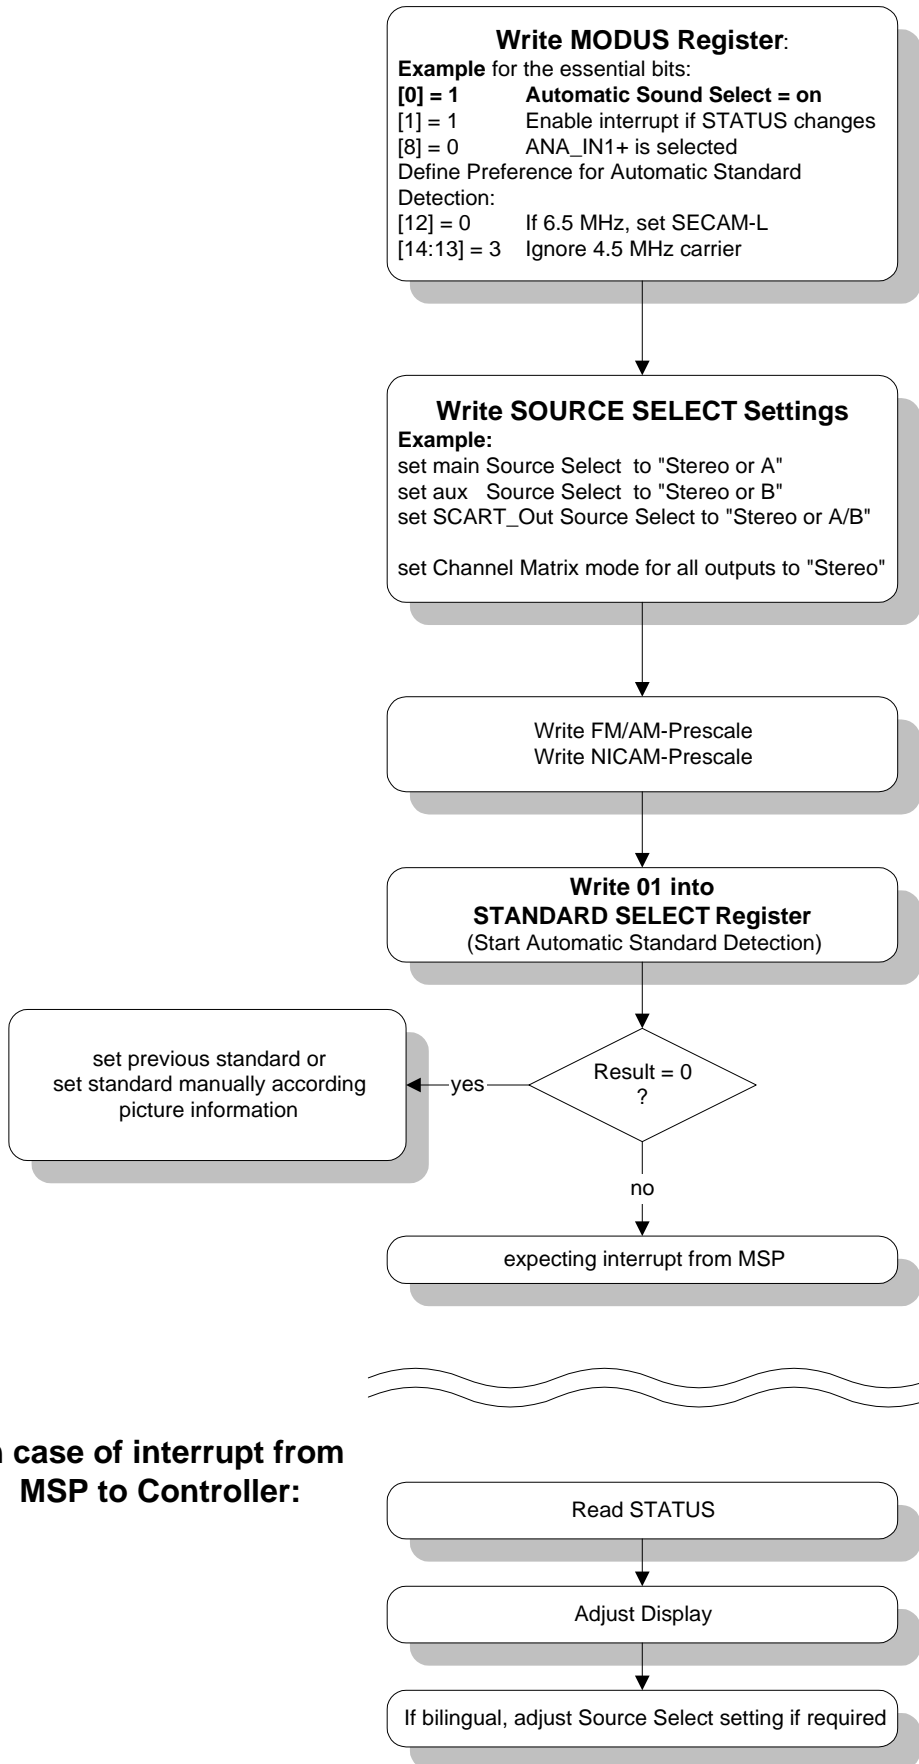 Write MODUS Register:
Example for the essential bits:
[0] = 1 Automatic Sound Select = on
[1] = 1 Enable interrupt if STATUS changes
[8] = 0 ANA_IN1+ is selected
Define Preference for Automatic Standard
Detection:
[12] = 0 If 6.5 MHz, set SECAM-L
[14:13] = 3 Ignore 4.5 MHz carrier
Write SOURCE SELECT Settings
Example:
set main Source Select to "Stereo or A"
set aux Source Select to "Stereo or B"
set SCART_Out Source Select to "Stereo or A/B"
set Channel Matrix mode for all outputs to "Stereo"
Write FM/AM-Prescale
Write NICAM-Prescale
Write 01 into
STANDARD SELECT Register
(Start Automatic Standard Detection)
Result = 0
?
yes
set previous standard or
set standard manually according
picture information
no
expecting interrupt from MSP
case of interrupt from
MSP to Controller:
Read STATUS
Adjust Display
If bilingual, adjust Source Select setting if required